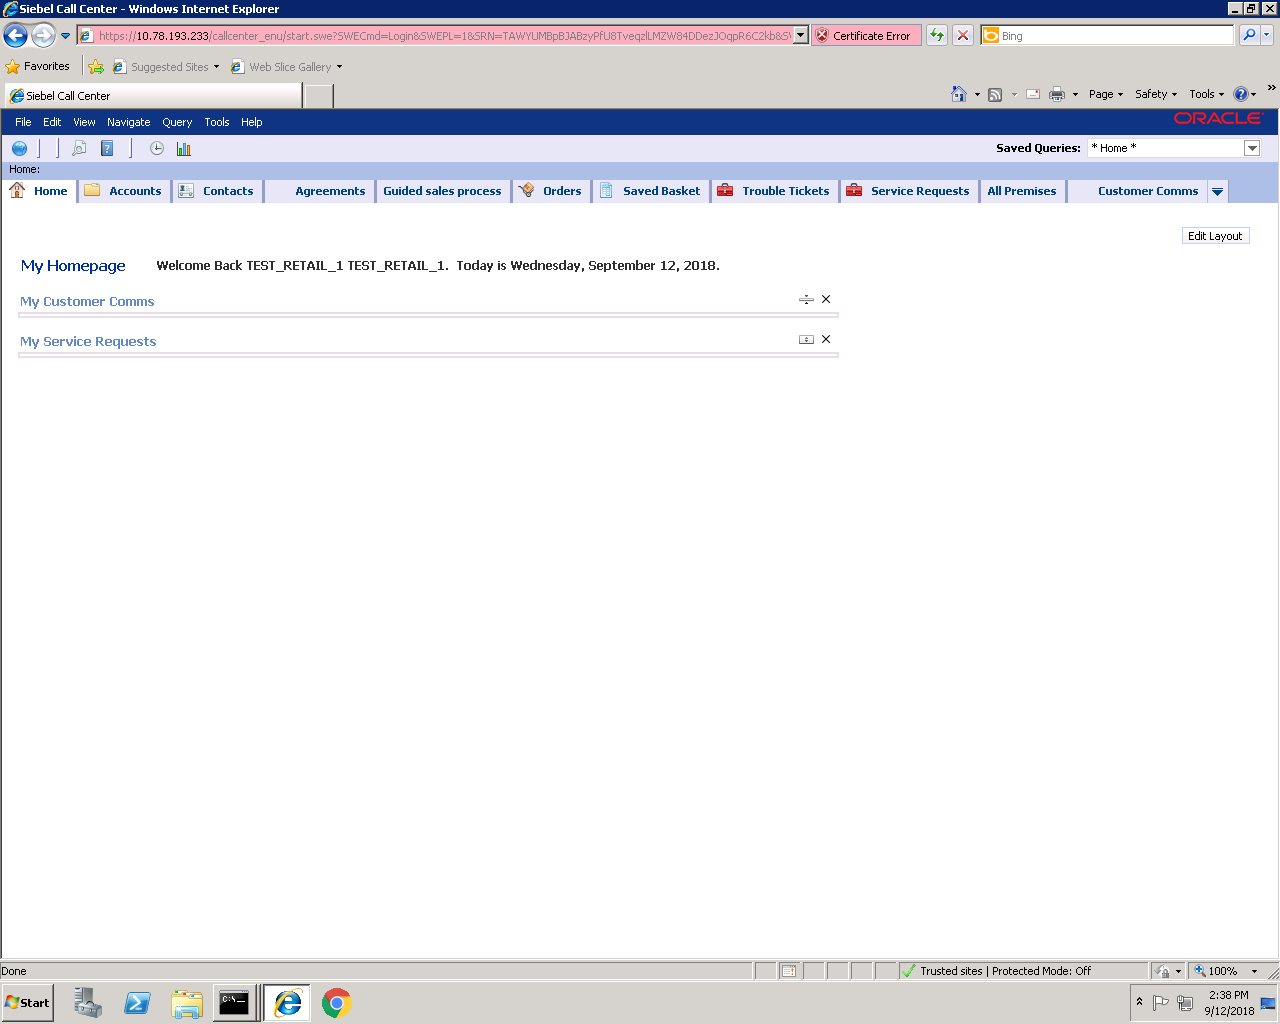 Siebel Call Center - Windows Internet Explorer
https://10.78.193.233/callcenter_enu/start.swe?SWECmd=Login&SWEPL=1&SRN=TAWYUMBpBJABzyPfU8TveqzlLMZW84DDezJOqpR6C2kb&SV
Certificate Error
Bing
Favorites
Suggested Sites
Web Slice Gallery
Siebel Call Center
Page
Safety
Tools
File Edit View Navigate Query Tools Help
ORACLE
Saved Queries:
* Home *
Home:
Home
Accounts
Contacts
Agreements
Guided sales process
Orders
Saved Basket
Trouble Tickets
Service Requests
All Premises
Customer Comms
Edit Layout
My Homepage
Welcome Back TEST_RETAIL_1 TEST_RETAIL_1. Today is Wednesday, September 12, 2018.
My Customer Comms
My Service Requests
Done
Trusted sites | Protected Mode: Off
100%
Start
C:\.
2:38 PM
9/12/2018